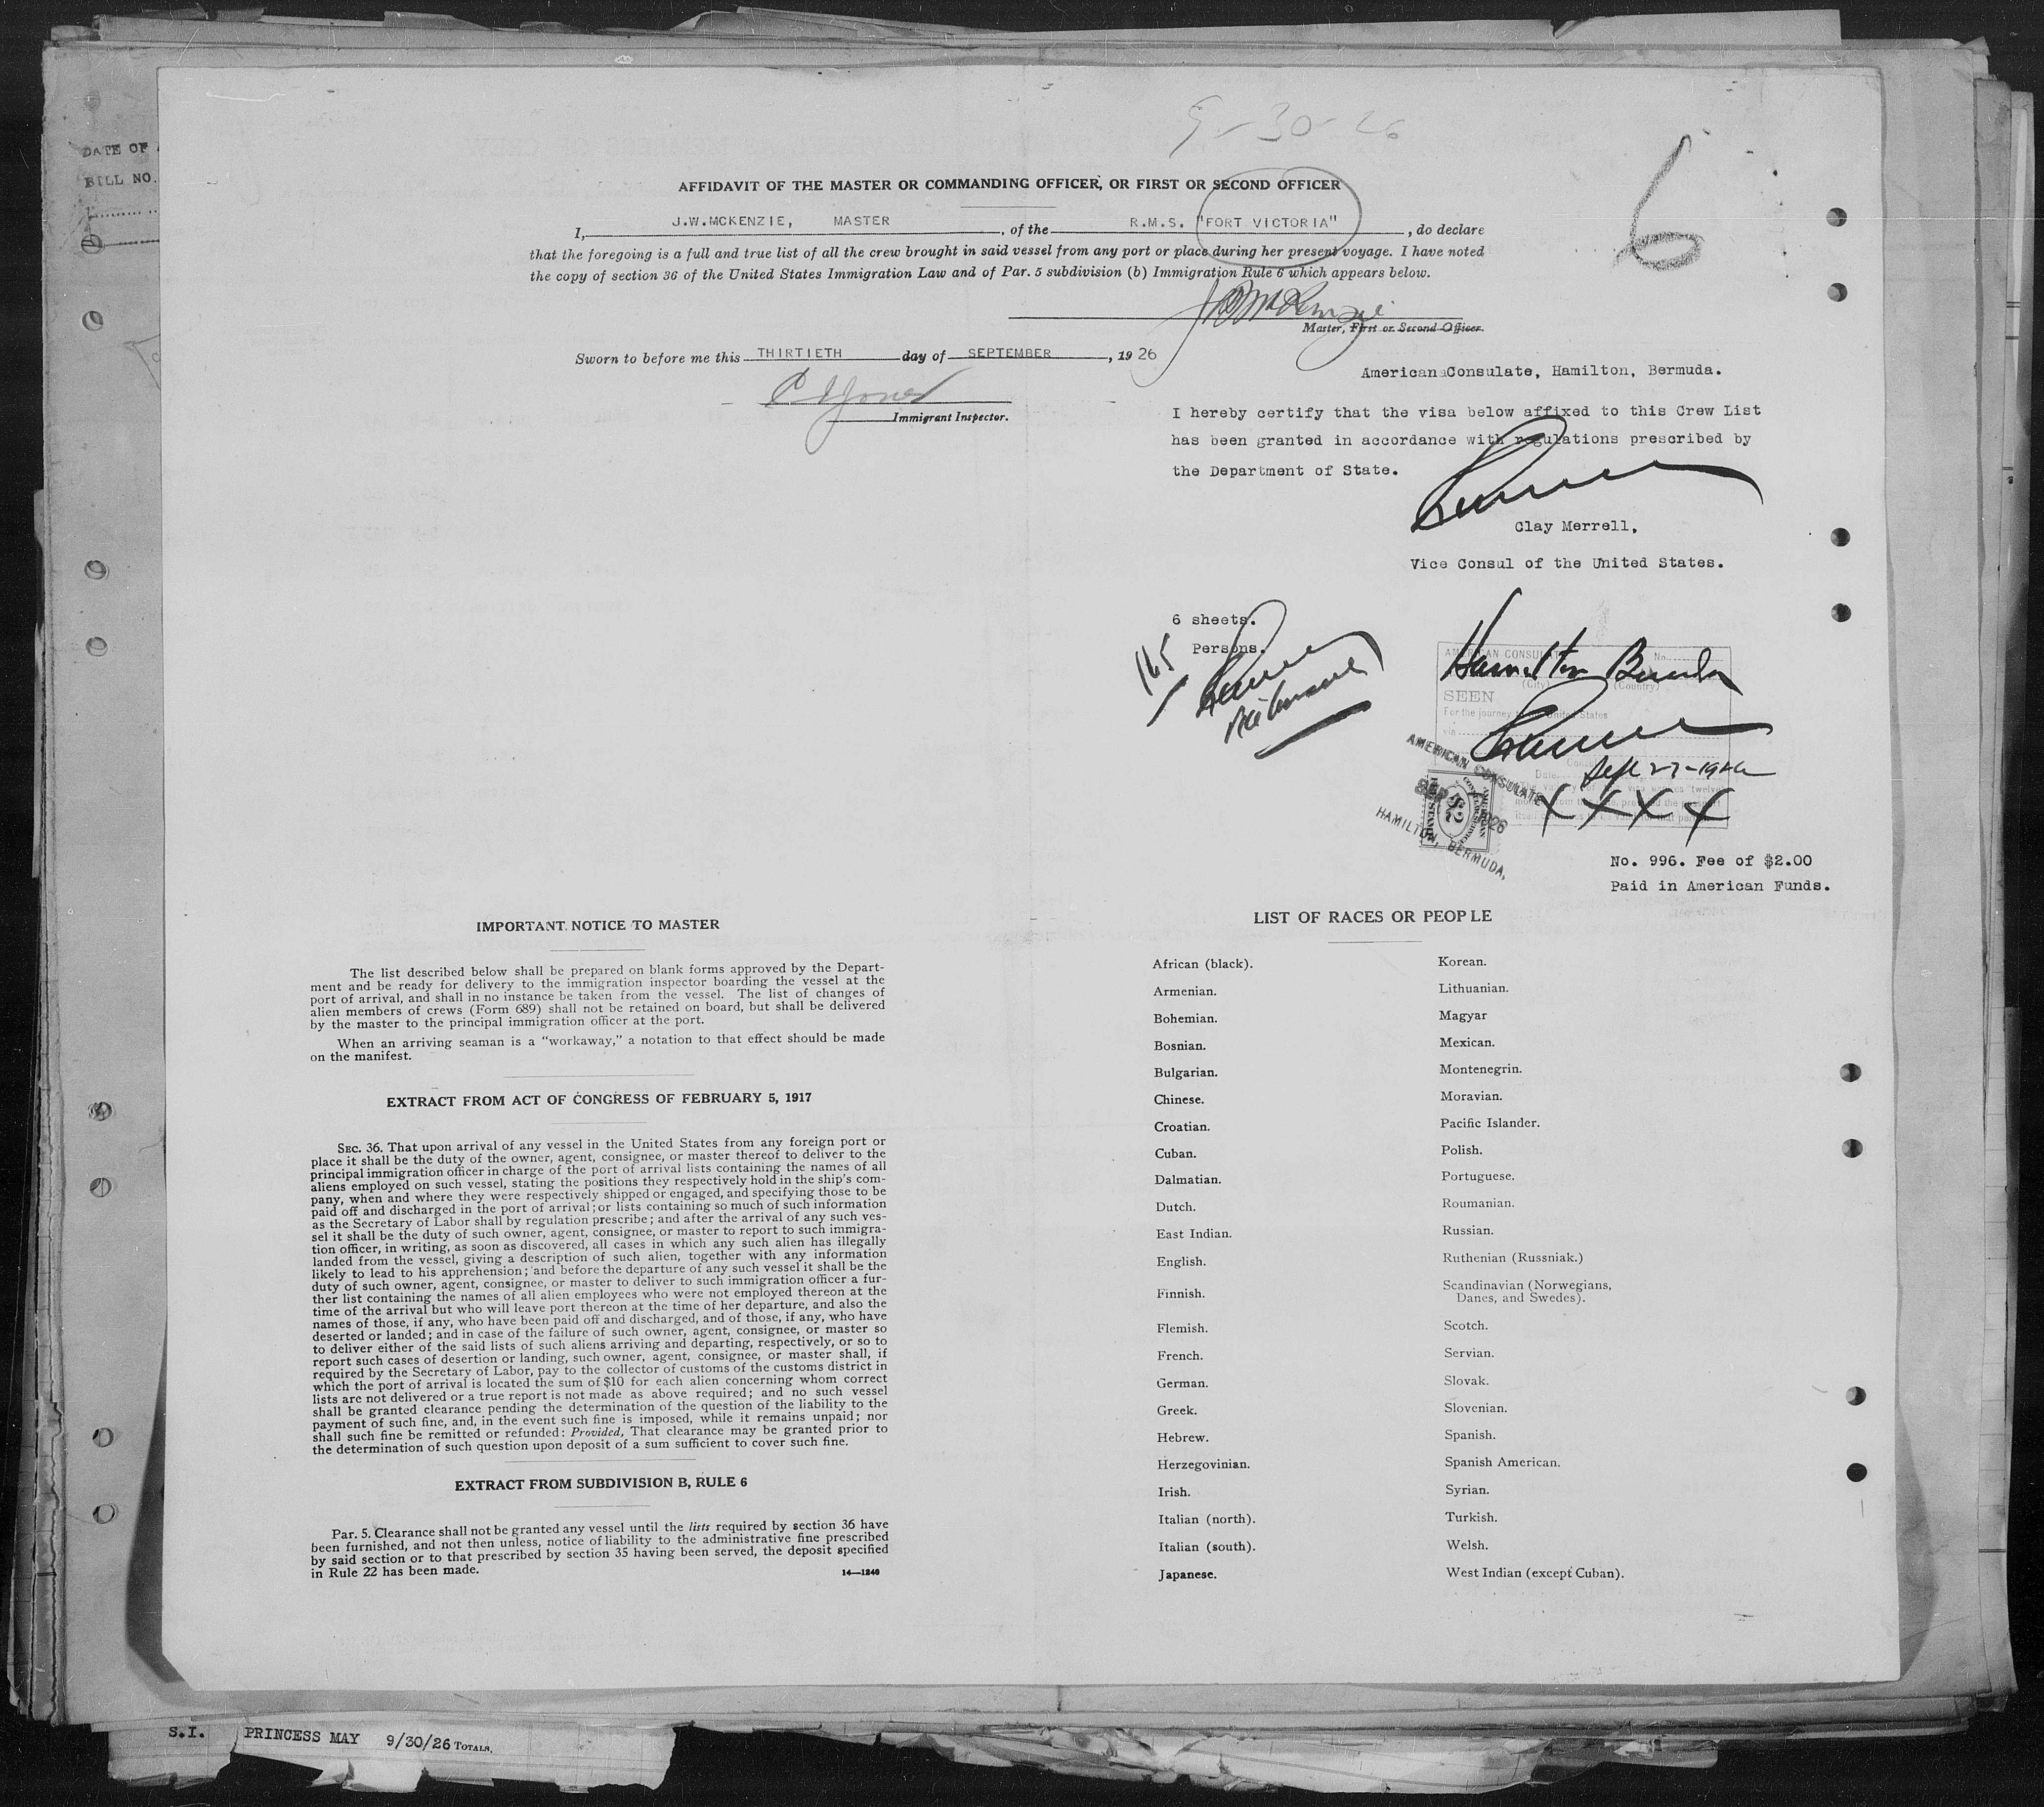 9-30-26
6
DATE OF
BILL NO.
AFFIDAVIT OF THE MASTER OR COMMANDING OFFICER, OR FIRST OR SECOND OFFICER
I, J.W.MCKENZIE, MASTER, of the R.M.S. "FORT VICTORIA", do declare
that the foregoing is a full and true list of all the crew brought in said vessel from any port or place during her present voyage. I have noted
the copy of section 36 of the United States Immigration Law and of Par. 5 subdivision (b) Immigration Rule 6 which appears below.
Master, First or Second Officer.
Sworn to before me this THIRTIETH day of SEPTEMBER, 1926
Immigrant Inspector.
American Consulate, Hamilton, Bermuda.
I hereby certify that the visa below affixed to this Crew List
has been granted in accordance with regulations prescribed by
the Department of State.
Clay Merrell,
Vice Consul of the United States.
6 sheets.
165 Persons.
AMERICAN CONSULATE No.
Hamilton
(City) (Country)
SEEN
For the journey to the United States
via
Sept 27-1926
Date
XXXX
AMERICAN CONSULATE
SEP 1926
HAMILTON, BERMUDA.
No. 996. Fee of $2.00
Paid in American Funds.
IMPORTANT NOTICE TO MASTER
The list described below shall be prepared on blank forms approved by the Depart-
ment and be ready for delivery to the immigration inspector boarding the vessel at the
port of arrival, and shall in no instance be taken from the vessel. The list of changes of
alien members of crews (Form 689) shall not be retained on board, but shall be delivered
by the master to the principal immigration officer at the port.
When an arriving seaman is a "workaway," a notation to that effect should be made
on the manifest.
EXTRACT FROM ACT OF CONGRESS OF FEBRUARY 5, 1917
SEC. 36. That upon arrival of any vessel in the United States from any foreign port or
place it shall be the duty of the owner, agent, consignee, or master thereof to deliver to the
principal immigration officer in charge of the port of arrival lists containing the names of all
aliens employed on such vessel, stating the positions they respectively hold in the ship's com-
pany, when and where they were respectively shipped or engaged, and specifying those to be
paid off and discharged in the port of arrival; or lists containing so much of such information
as the Secretary of Labor shall by regulation prescribe; and after the arrival of any such ves-
sel it shall be the duty of such owner, agent, consignee, or master to report to such immigra-
tion officer, in writing, as soon as discovered, all cases in which any such alien has illegally
landed from the vessel, giving a description of such alien, together with any information
likely to lead to his apprehension; and before the departure of any such vessel it shall be the
duty of such owner, agent, consignee, or master to deliver to such immigration officer a fur-
ther list containing the names of all alien employees who were not employed thereon at the
time of the arrival but who will leave port thereon at the time of her departure, and also the
names of those, if any, who have been paid off and discharged, and of those, if any, who have
deserted or landed; and in case of the failure of such owner, agent, consignee, or master so
to deliver either of the said lists of such aliens arriving and departing, respectively, or so to
report such cases of desertion or landing, such owner, agent, consignee, or master shall, if
required by the Secretary of Labor, pay to the collector of customs of the customs district in
which the port of arrival is located the sum of $10 for each alien concerning whom correct
lists are not delivered or a true report is not made as above required; and no such vessel
shall be granted clearance pending the determination of the question of the liability to the
payment of such fine, and, in the event such fine is imposed, while it remains unpaid; nor
shall such fine be remitted or refunded: Provided, That clearance may be granted prior to
the determination of such question upon deposit of a sum sufficient to cover such fine.
EXTRACT FROM SUBDIVISION B, RULE 6
Par. 5. Clearance shall not be granted any vessel until the lists required by section 36 have
been furnished, and not then unless, notice of liability to the administrative fine prescribed
by said section or to that prescribed by section 35 having been served, the deposit specified
in Rule 22 has been made.
14—1240
LIST OF RACES OR PEOPLE
African (black).
Armenian.
Bohemian.
Bosnian.
Bulgarian.
Chinese.
Croatian.
Cuban.
Dalmatian.
Dutch.
East Indian.
English.
Finnish.
Flemish.
French.
German.
Greek.
Hebrew.
Herzegovinian.
Irish.
Italian (north).
Italian (south).
Japanese.
Korean.
Lithuanian.
Magyar
Mexican.
Montenegrin.
Moravian.
Pacific Islander.
Polish.
Portuguese.
Roumanian.
Russian.
Ruthenian (Russniak.)
Scandinavian (Norwegians,
Danes, and Swedes).
Scotch.
Servian.
Slovak.
Slovenian.
Spanish.
Spanish American.
Syrian.
Turkish.
Welsh.
West Indian (except Cuban).
S.I. PRINCESS MAY 9/30/26 TOTALS.